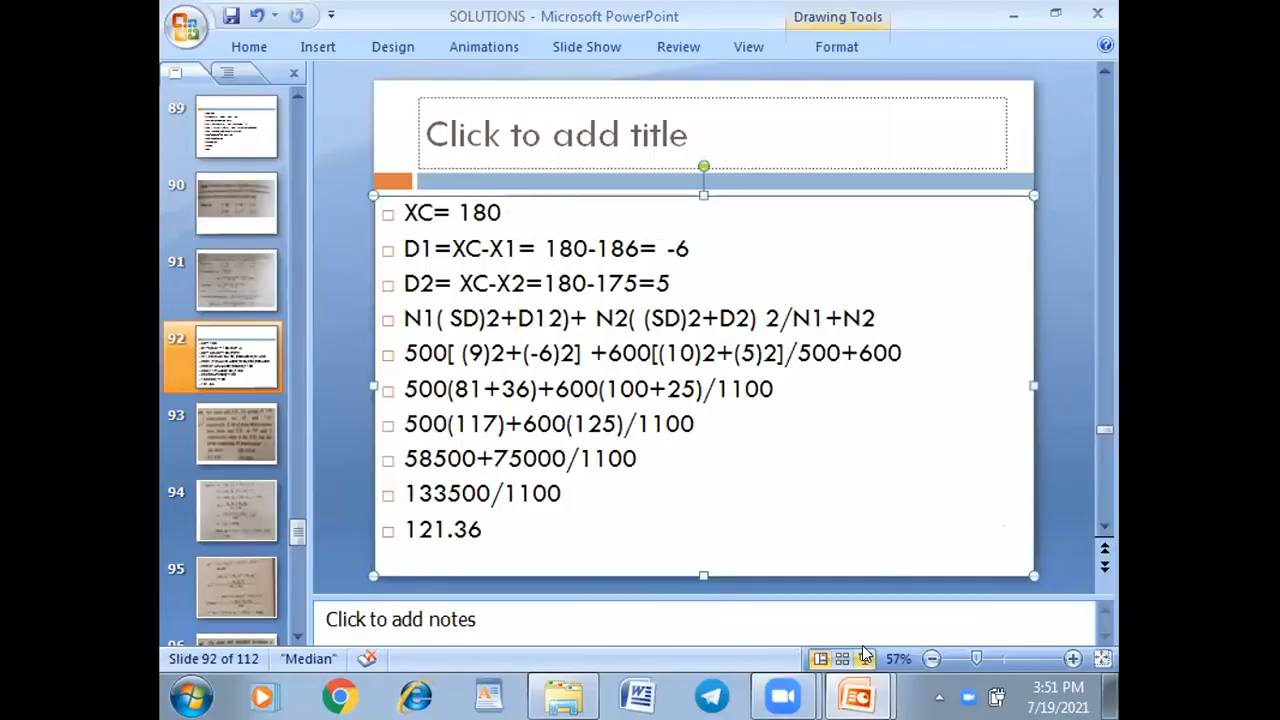 SOLUTIONS - Microsoft PowerPoint
Drawing Tools
Home Insert Design Animations Slide Show Review View Format
89
90
91
92
93
94
95
Click to add title
XC= 180
D1=XC-X1= 180-186= -6
D2= XC-X2=180-175=5
N1( SD)2+D12)+ N2( (SD)2+D2) 2/N1+N2
500[ (9)2+(-6)2] +600[(10)2+(5)2]/500+600
500(81+36)+600(100+25)/1100
500(117)+600(125)/1100
58500+75000/1100
133500/1100
121.36
Click to add notes
Slide 92 of 112 "Median" 57%
3:51 PM
7/19/2021